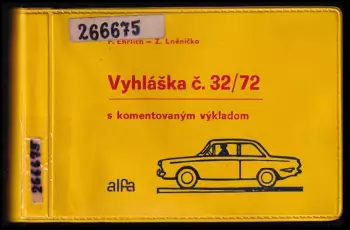 266675
P. Ehrlich – Z. Lněnička
Vyhláška č. 32/72
s komentovaným výkladom
alfa
266675